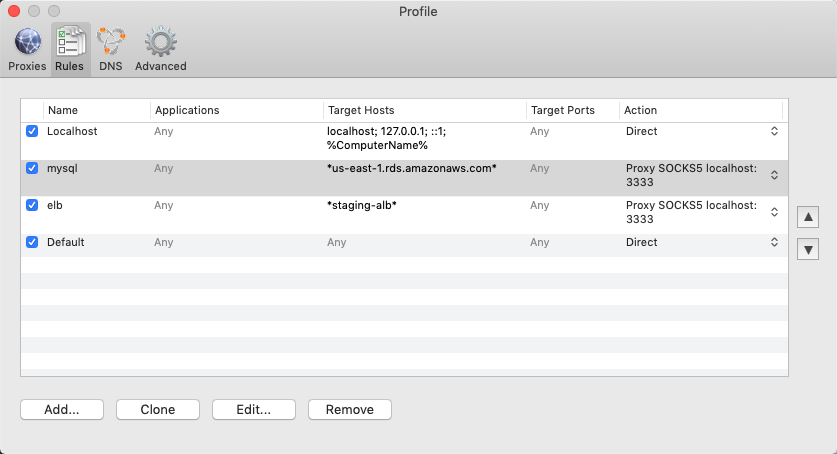 Profile
Proxies Rules DNS Advanced
Name Applications Target Hosts Target Ports Action
Localhost Any localhost; 127.0.0.1; ::1; Any Direct
%ComputerName%
mysql Any *us-east-1.rds.amazonaws.com* Any Proxy SOCKS5 localhost:
3333
elb Any *staging-alb* Any Proxy SOCKS5 localhost:
3333
Default Any Any Any Direct
Add... Clone Edit... Remove